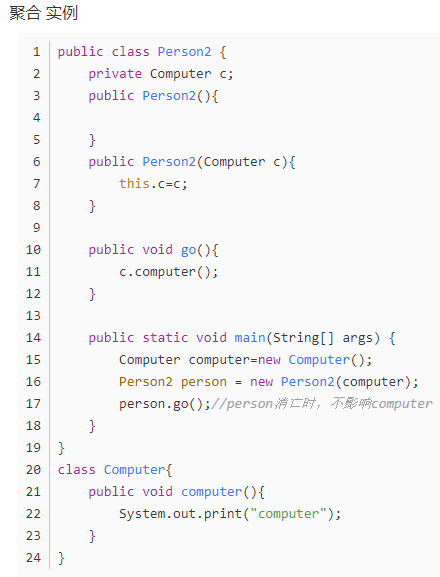 聚合 实例
1 public class Person2 {
2     private Computer c;
3     public Person2(){
4
5     }
6     public Person2(Computer c){
7         this.c=c;
8     }
9
10     public void go(){
11         c.computer();
12     }
13
14     public static void main(String[] args) {
15         Computer computer=new Computer();
16         Person2 person = new Person2(computer);
17         person.go();//person消亡时，不影响computer
18     }
19 }
20 class Computer{
21     public void computer(){
22         System.out.print("computer");
23     }
24 }